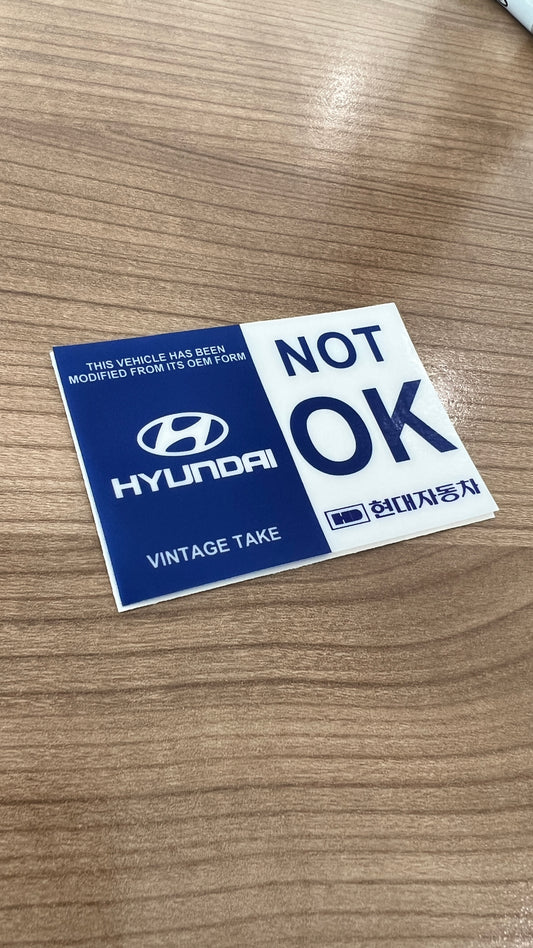 THIS VEHICLE HAS BEEN
MODIFIED FROM ITS OEM FORM
HYUNDAI
VINTAGE TAKE
NOT
OK
HD 현대자동차